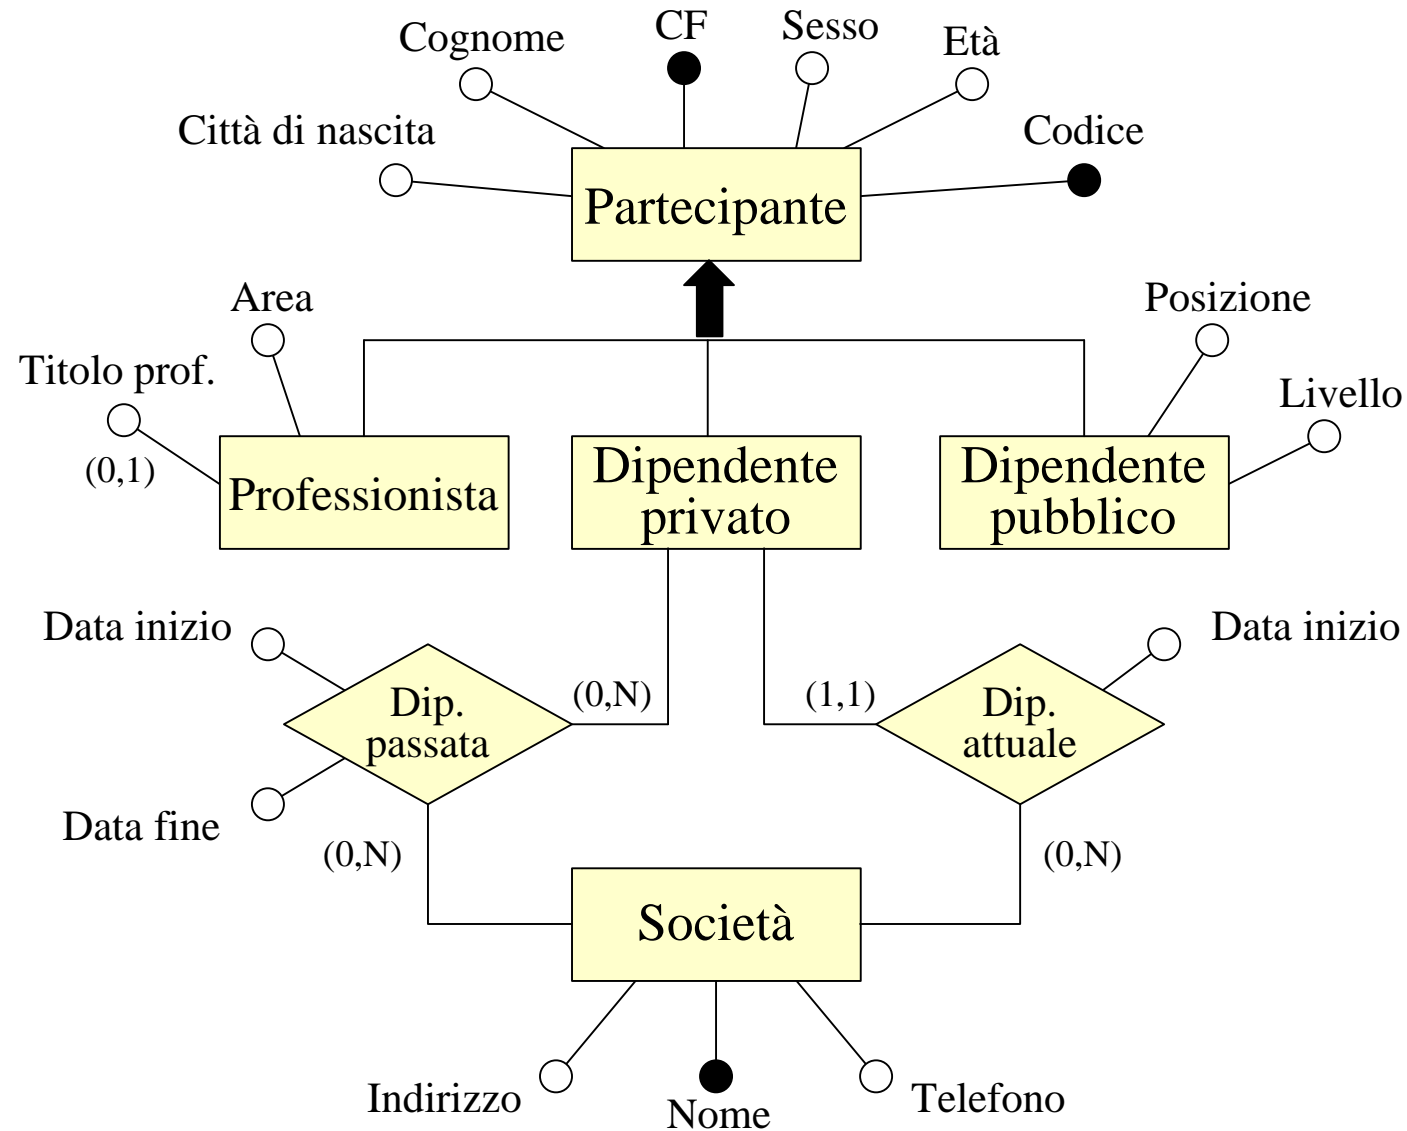 CF
Sesso
Cognome
Età
Città di nascita
Codice
Partecipante
Area
Posizione
Titolo prof.
Livello
(0,1)
Professionista
Dipendente
privato
Dipendente
pubblico
Data inizio
Data inizio
(0,N)
(1,1)
Dip.
passata
Dip.
attuale
Data fine
(0,N)
(0,N)
Società
Indirizzo
Nome
Telefono